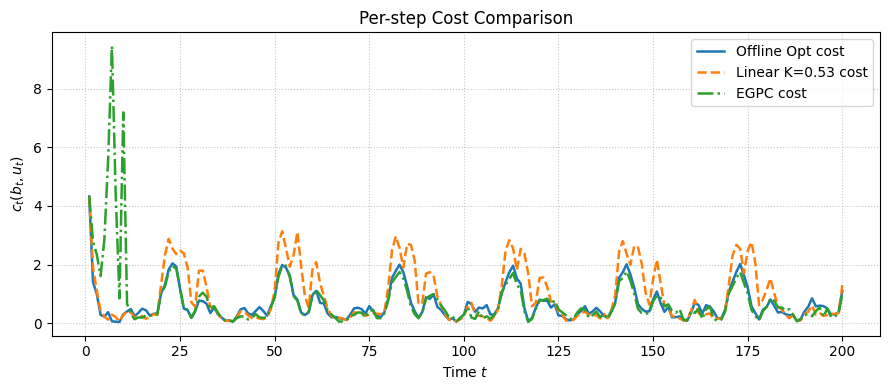 Per-step Cost Comparison
Offline Opt cost
Linear K=0.53 cost
EGPC cost
c_t(b_t, u_t)
8
6
4
2
0
0 25 50 75 100 125 150 175 200
Time t